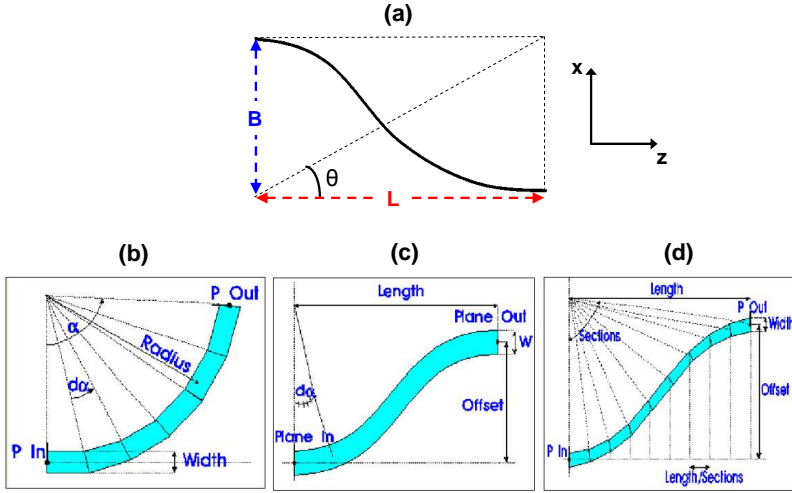 (a)
B
θ
L
x
z
(b)
P Out
α
Radius
dα
P In
Width
(c)
Length
Plane Out
W
dα
Offset
Plane In
(d)
Length
P Out
Width
Sections
Offset
P In
Length/Sections